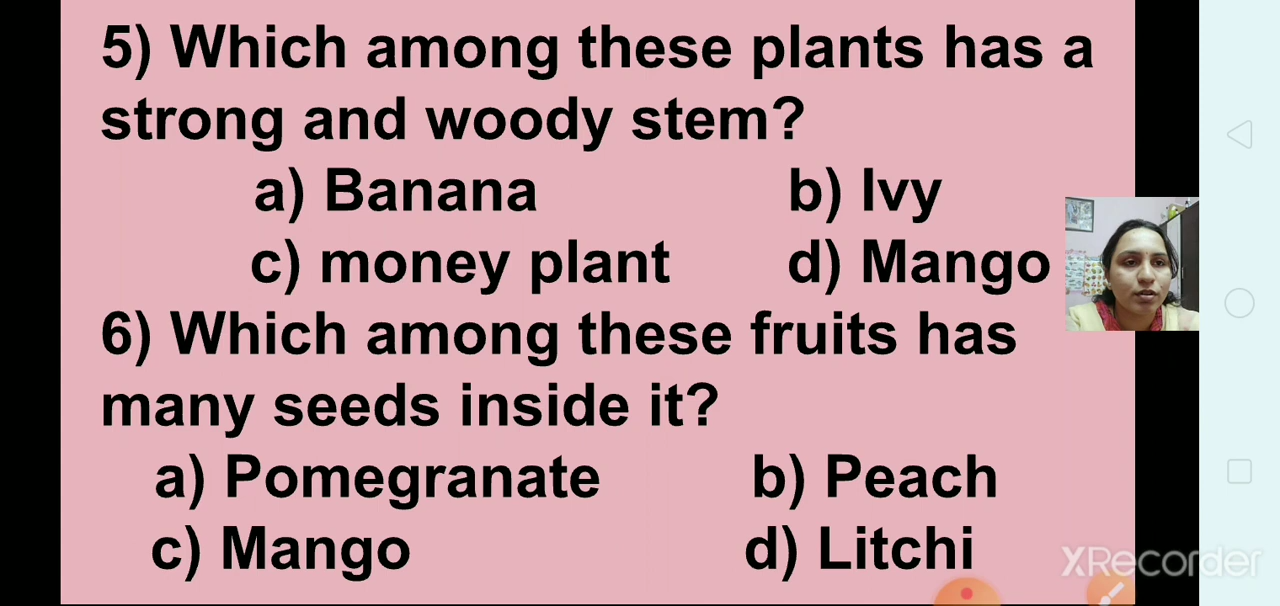 5) Which among these plants has a
strong and woody stem?
a) Banana b) Ivy
c) money plant d) Mango
6) Which among these fruits has
many seeds inside it?
a) Pomegranate b) Peach
c) Mango d) Litchi
XRecorder